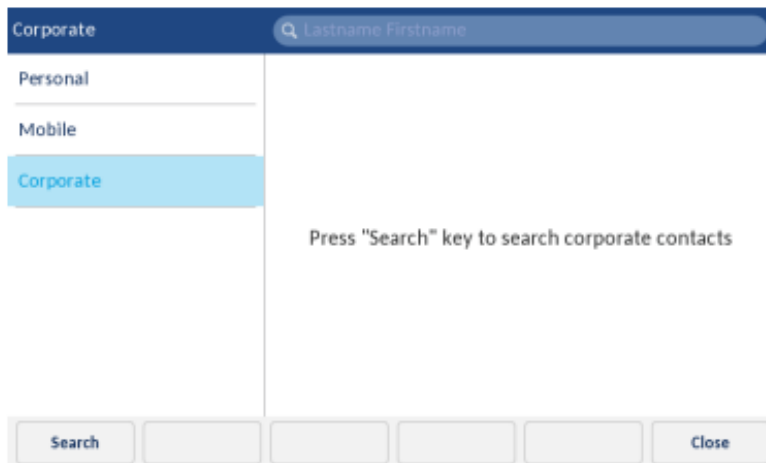 Corporate
Lastname Firstname
Personal
Mobile
Corporate
Press "Search" key to search corporate contacts
Search
Close